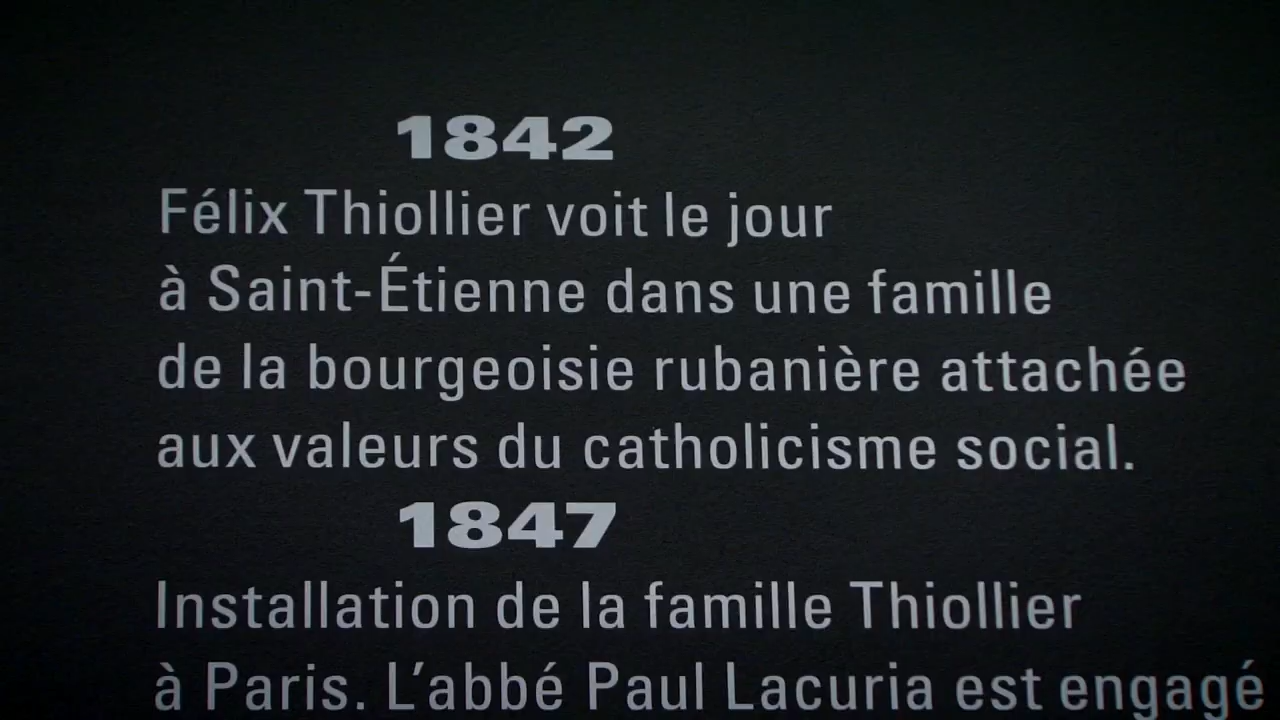 1842
Félix Thiollier voit le jour
à Saint-Étienne dans une famille
de la bourgeoisie rubanière attachée
aux valeurs du catholicisme social.
1847
Installation de la famille Thiollier
à Paris. L’abbé Paul Lacuria est engagé